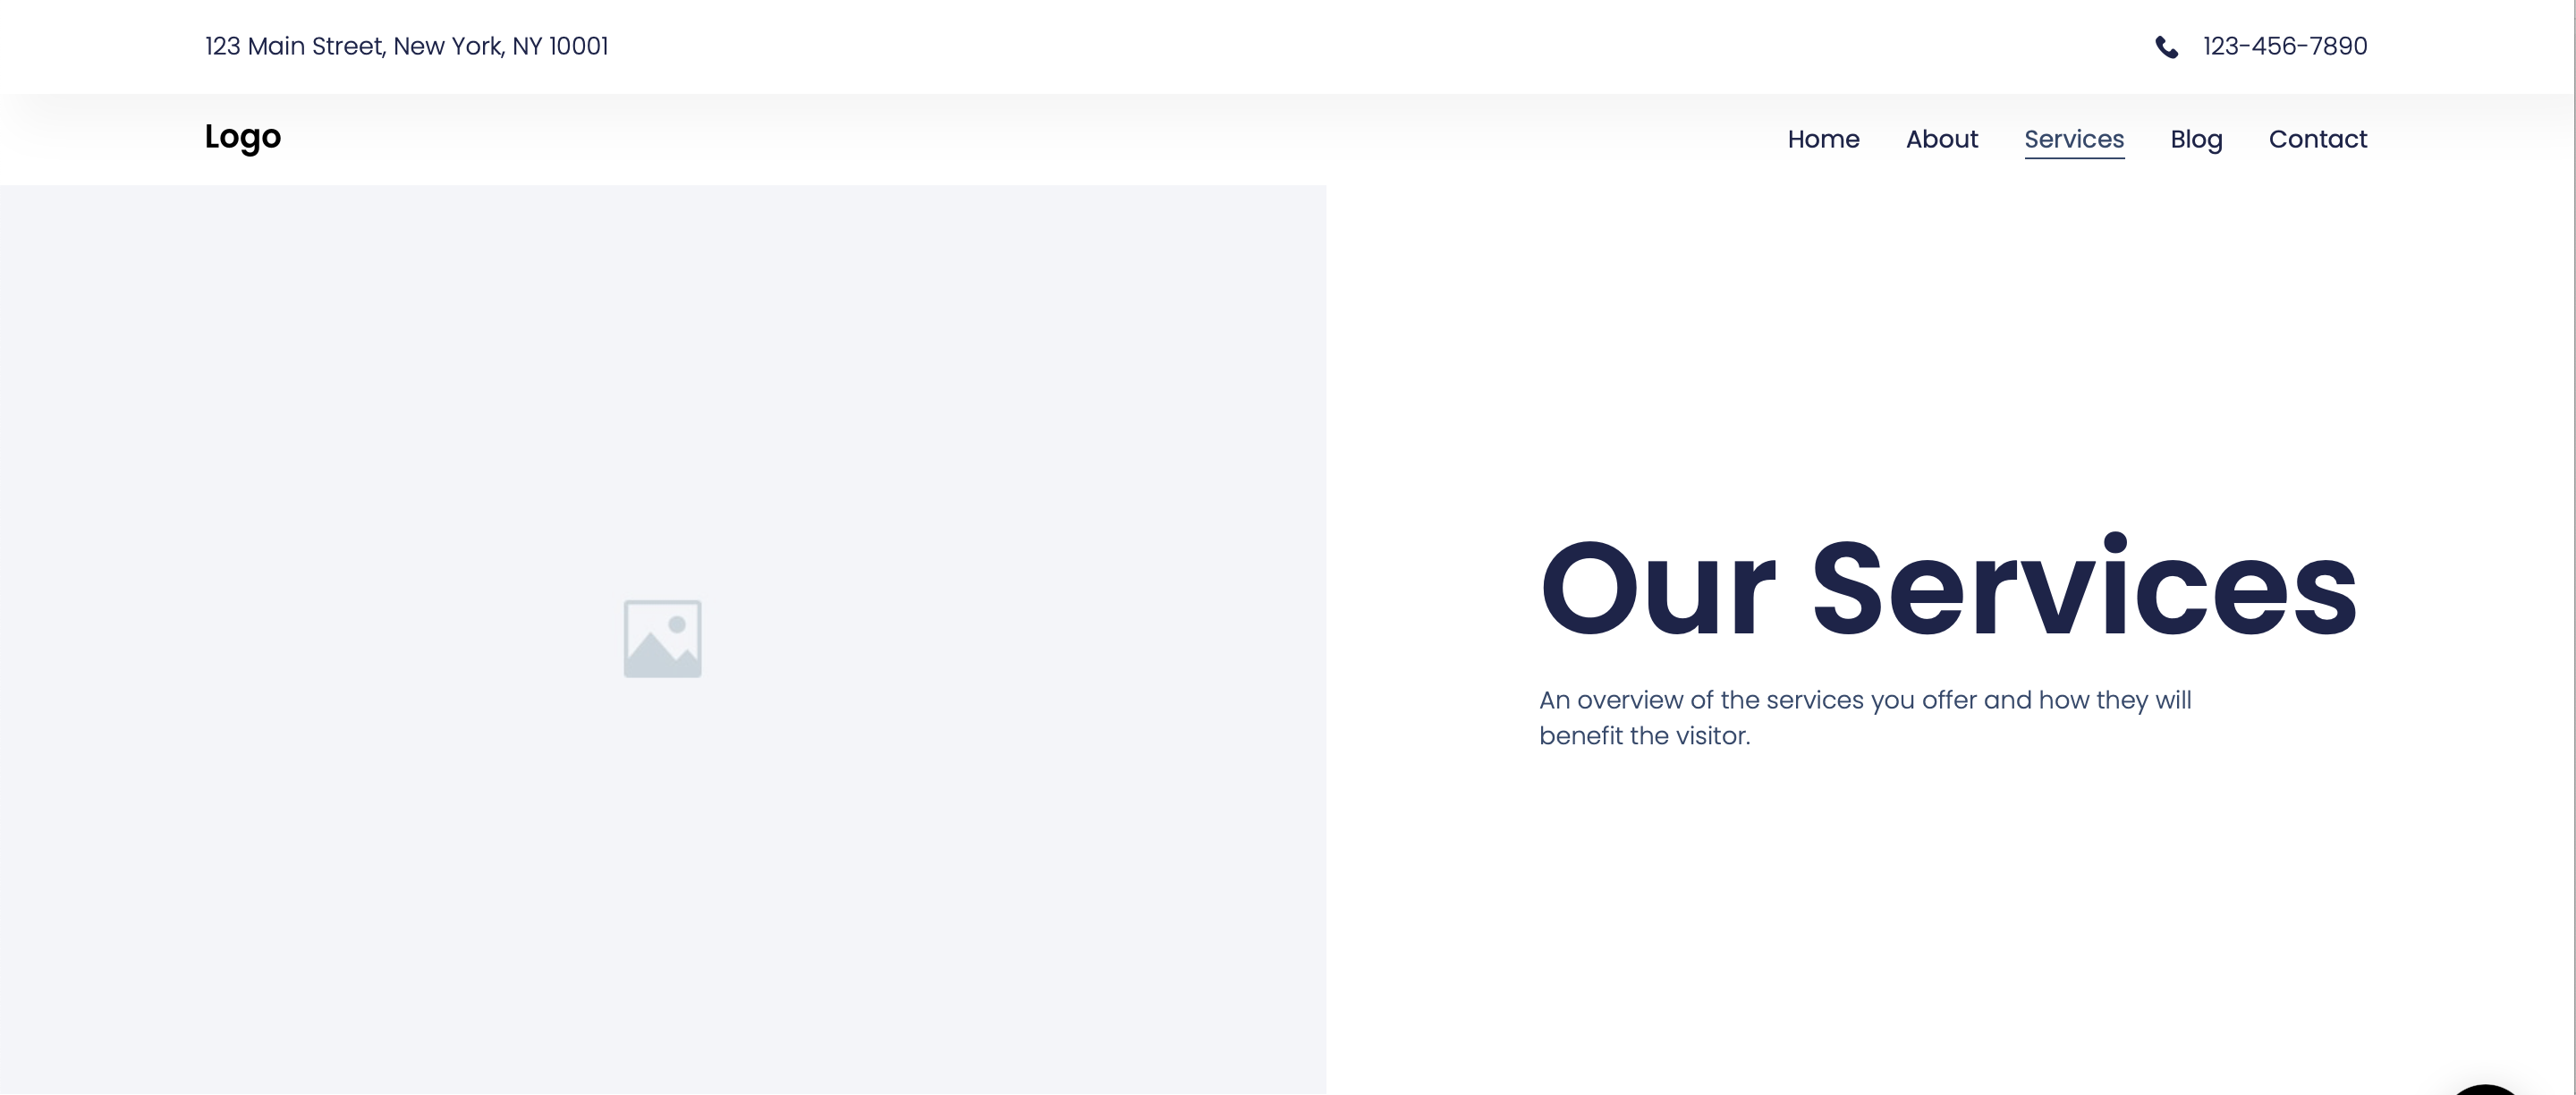 123 Main Street, New York, NY 10001
123-456-7890
Logo
Home About Services Blog Contact
Our Services
An overview of the services you offer and how they will
benefit the visitor.